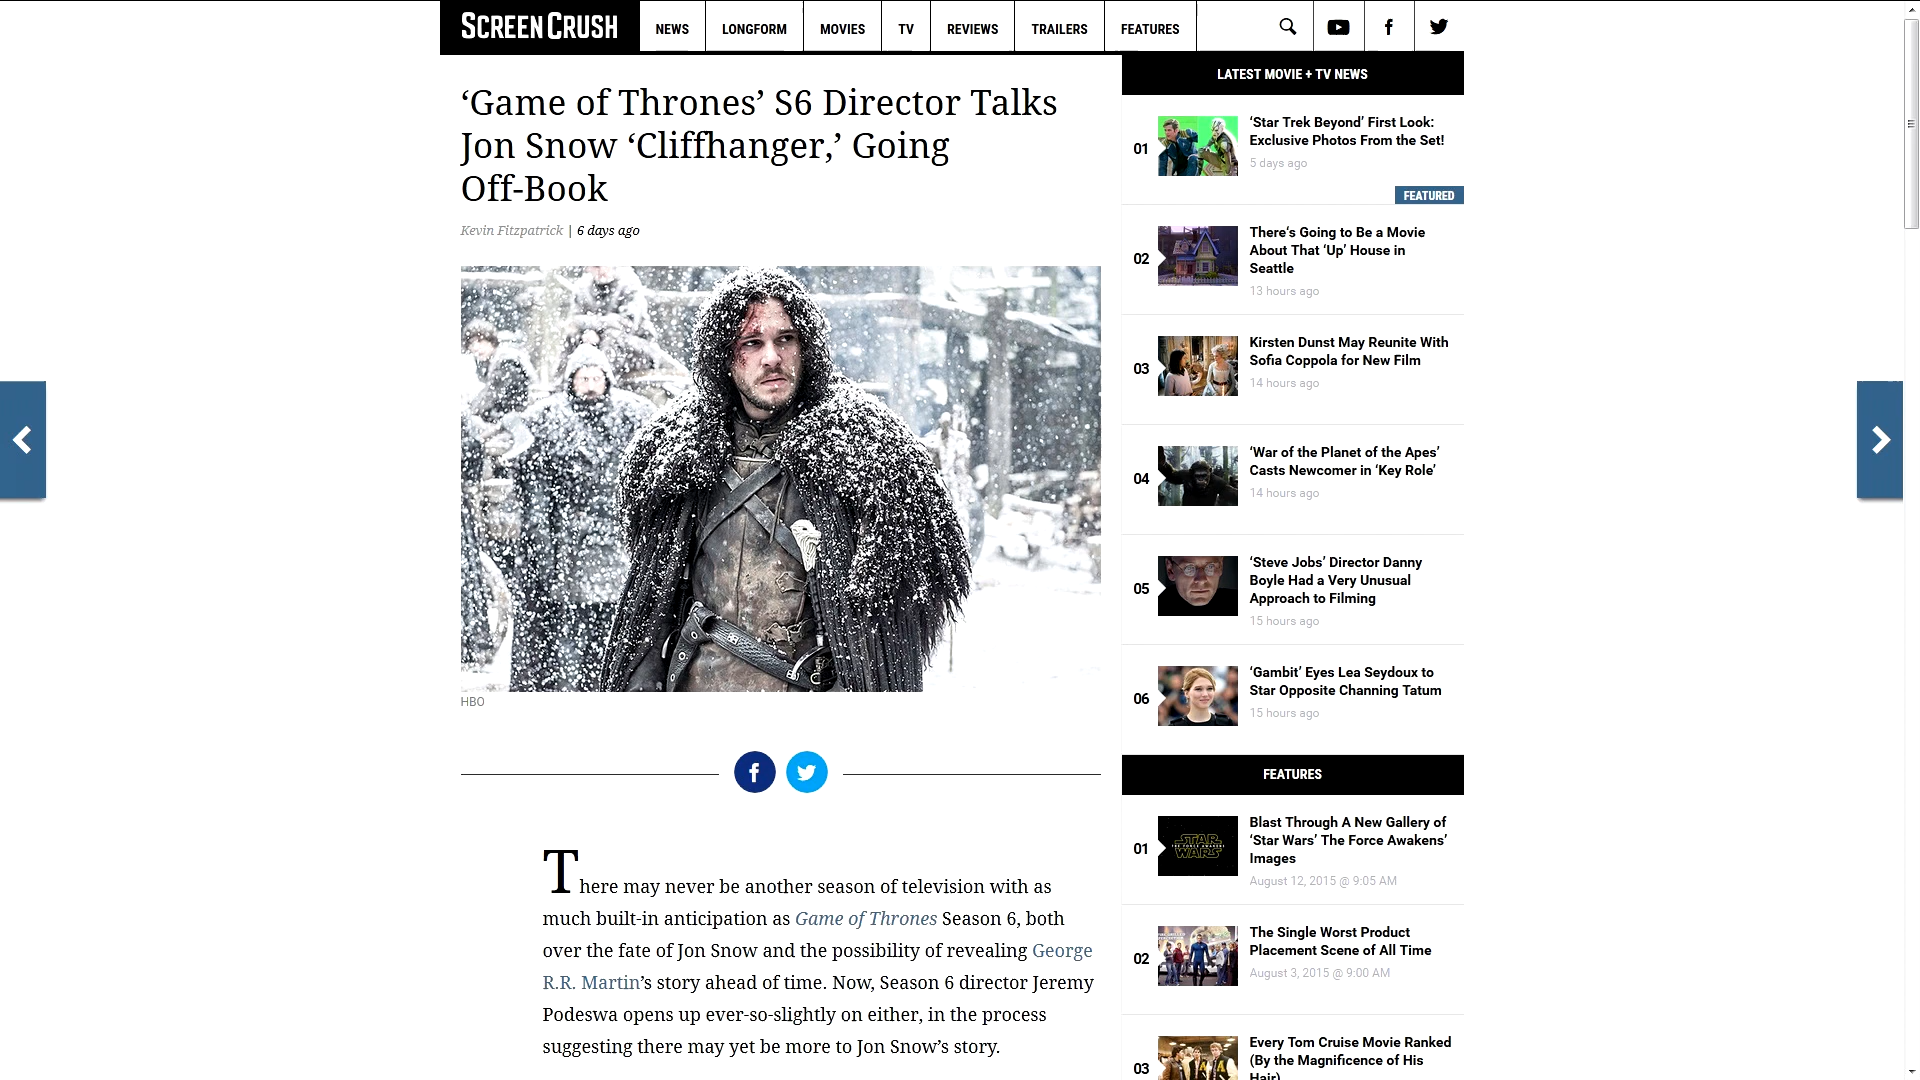 SCREENCRUSH
NEWS
LONGFORM
MOVIES
TV
REVIEWS
TRAILERS
FEATURES
‘Game of Thrones’ S6 Director Talks
Jon Snow ‘Cliffhanger,’ Going
Off-Book
Kevin Fitzpatrick | 6 days ago
HBO
There may never be another season of television with as
much built-in anticipation as Game of Thrones Season 6, both
over the fate of Jon Snow and the possibility of revealing George
R.R. Martin’s story ahead of time. Now, Season 6 director Jeremy
Podeswa opens up ever-so-slightly on either, in the process
suggesting there may yet be more to Jon Snow’s story.
LATEST MOVIE + TV NEWS
01
‘Star Trek Beyond’ First Look:
Exclusive Photos From the Set!
5 days ago
FEATURED
02
There’s Going to Be a Movie
About That ‘Up’ House in
Seattle
13 hours ago
03
Kirsten Dunst May Reunite With
Sofia Coppola for New Film
14 hours ago
04
‘War of the Planet of the Apes’
Casts Newcomer in ‘Key Role’
14 hours ago
05
‘Steve Jobs’ Director Danny
Boyle Had a Very Unusual
Approach to Filming
15 hours ago
06
‘Gambit’ Eyes Lea Seydoux to
Star Opposite Channing Tatum
15 hours ago
FEATURES
01
STAR
THE FORCE AWAKENS
WARS
Blast Through A New Gallery of
‘Star Wars’ The Force Awakens’
Images
August 12, 2015 @ 9:05 AM
02
The Single Worst Product
Placement Scene of All Time
August 3, 2015 @ 9:00 AM
03
Every Tom Cruise Movie Ranked
(By the Magnificence of His
Hair)